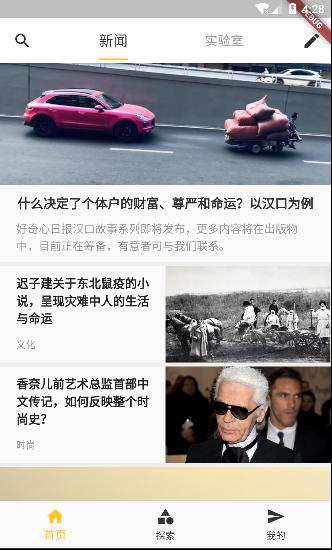 4:28
DEBUG
新闻 实验室
什么决定了个体户的财富、尊严和命运？以汉口为例
好奇心日报汉口故事系列即将发布，更多内容将在出版物
中，目前正在筹备，有意者可与我们联系。
迟子建关于东北鼠疫的小
说，呈现灾难中人的生活
与命运
文化
香奈儿前艺术总监首部中
文传记，如何反映整个时
尚史？
时尚
首页 探索 我的